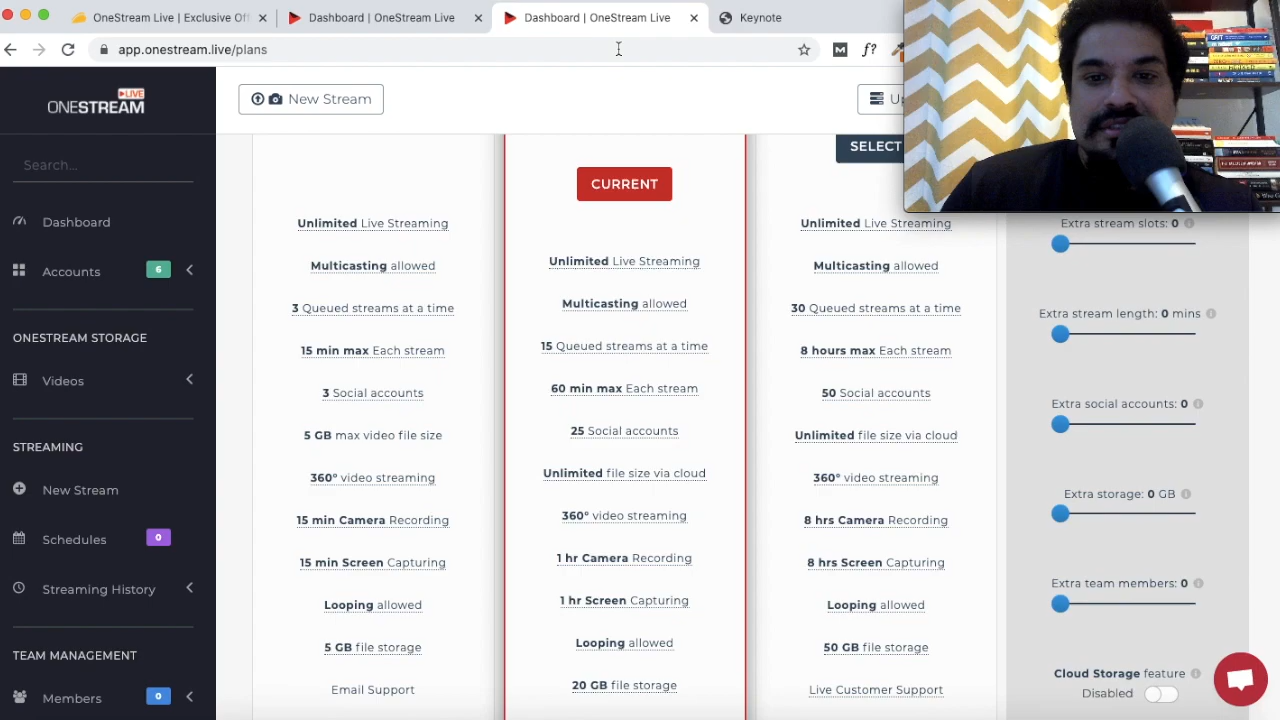 OneStream Live | Exclusive Of
Dashboard | OneStream Live
Dashboard | OneStream Live
Keynote
app.onestream.live/plans
M
f?
ONESTREAM
LIVE
New Stream
Up
Search...
Dashboard
Accounts
6
ONESTREAM STORAGE
Videos
STREAMING
New Stream
Schedules
0
Streaming History
TEAM MANAGEMENT
Members
0
Unlimited Live Streaming
Multicasting allowed
3 Queued streams at a time
15 min max Each stream
3 Social accounts
5 GB max video file size
360° video streaming
15 min Camera Recording
15 min Screen Capturing
Looping allowed
5 GB file storage
Email Support
CURRENT
Unlimited Live Streaming
Multicasting allowed
15 Queued streams at a time
60 min max Each stream
25 Social accounts
Unlimited file size via cloud
360° video streaming
1 hr Camera Recording
1 hr Screen Capturing
Looping allowed
20 GB file storage
SELECT
Unlimited Live Streaming
Multicasting allowed
30 Queued streams at a time
8 hours max Each stream
50 Social accounts
Unlimited file size via cloud
360° video streaming
8 hrs Camera Recording
8 hrs Screen Capturing
Looping allowed
50 GB file storage
Live Customer Support
Extra stream slots: 0
Extra stream length: 0 mins
Extra social accounts: 0
Extra storage: 0 GB
Extra team members: 0
Cloud Storage feature
Disabled
GRIT